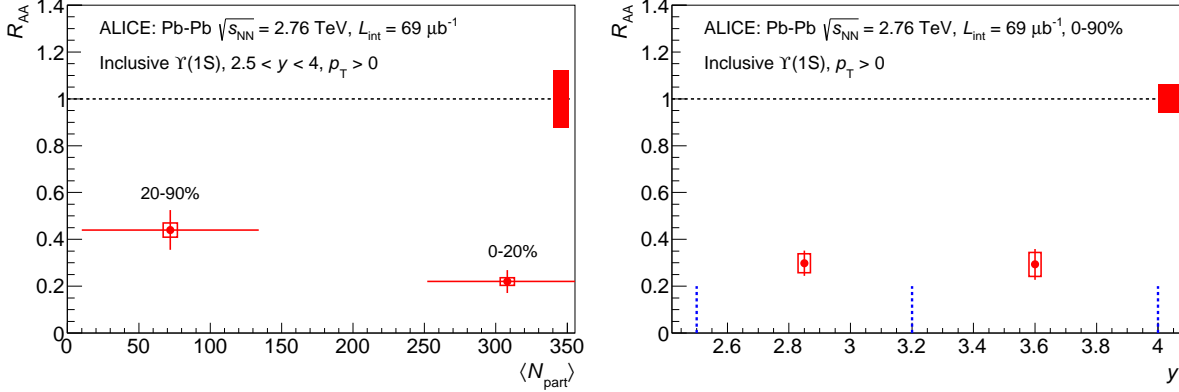 R_AA
1.4
1.2
1
0.8
0.6
0.4
0.2
0
ALICE: Pb-Pb √s_NN = 2.76 TeV, L_int = 69 μb⁻¹
Inclusive ϒ(1S), 2.5 < y < 4, p_T > 0
20-90%
0-20%
0 50 100 150 200 250 300 350
⟨N_part⟩
R_AA
1.4
1.2
1
0.8
0.6
0.4
0.2
0
ALICE: Pb-Pb √s_NN = 2.76 TeV, L_int = 69 μb⁻¹, 0-90%
Inclusive ϒ(1S), p_T > 0
2.6 2.8 3 3.2 3.4 3.6 3.8 4
y